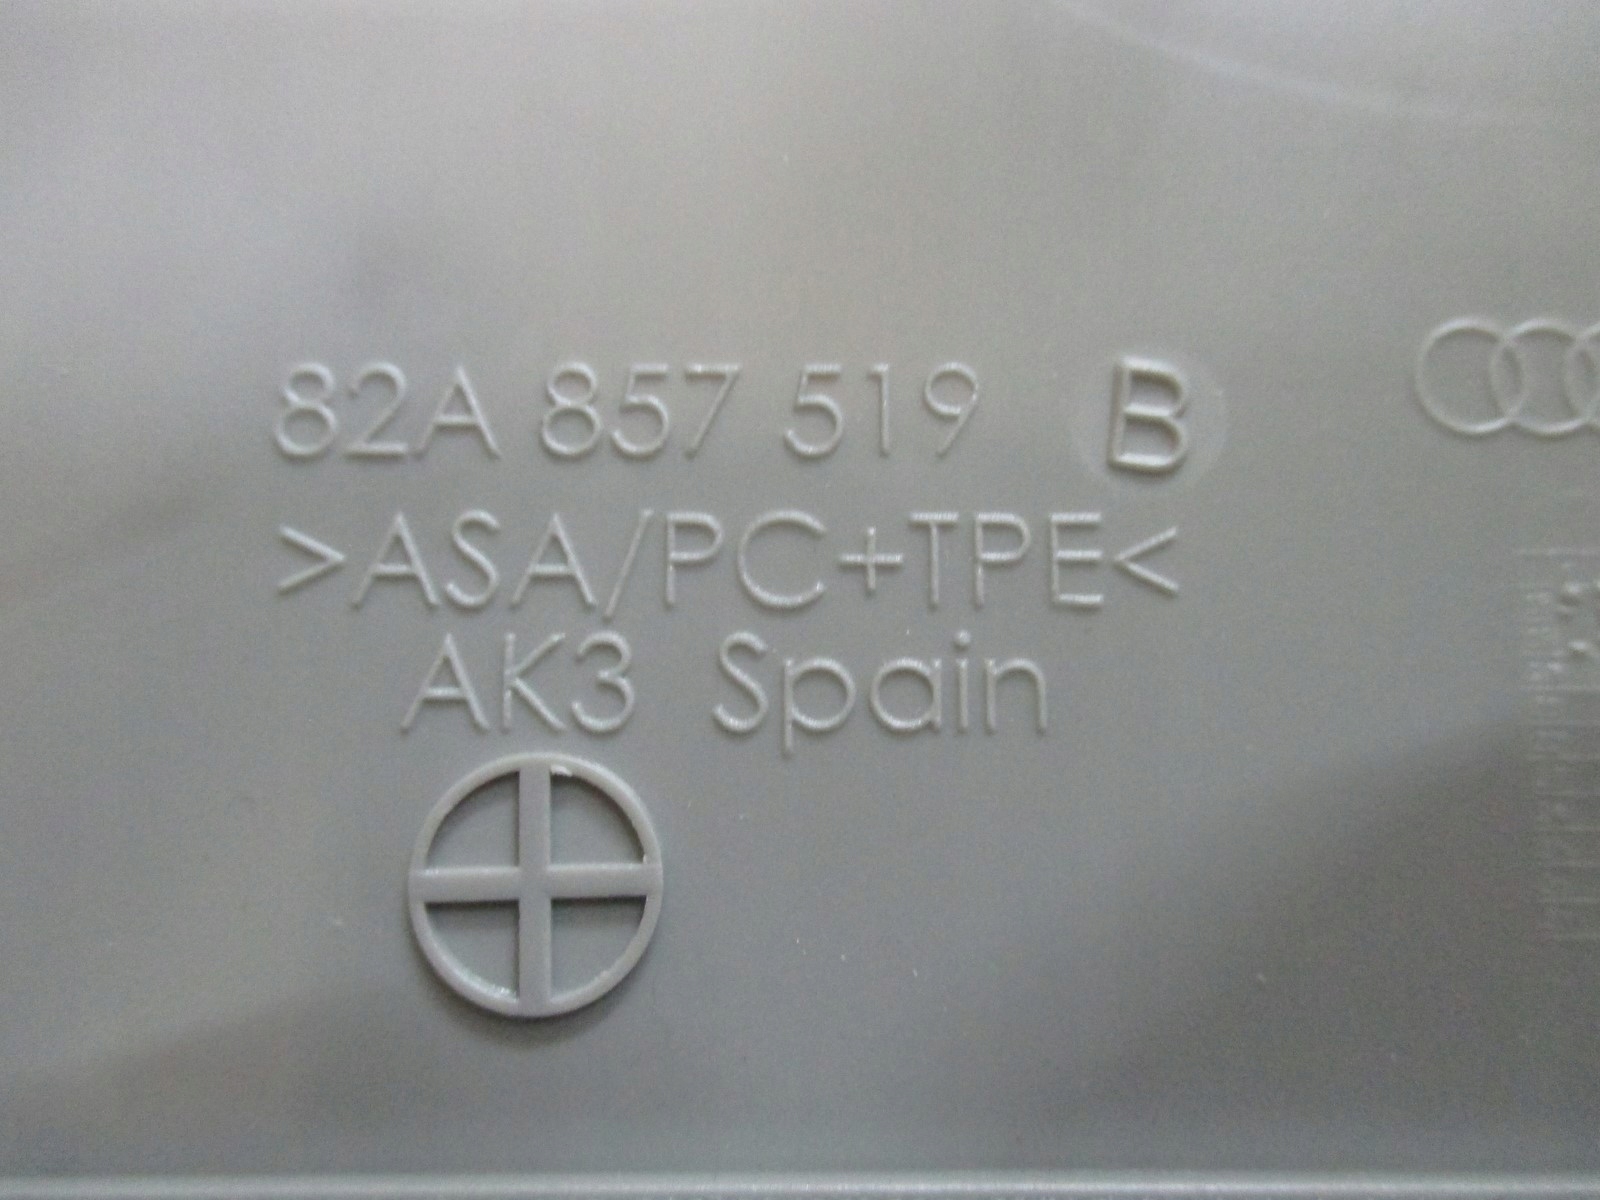 82A 857 519 B
>ASA/PC+TPE<
AK3 Spain